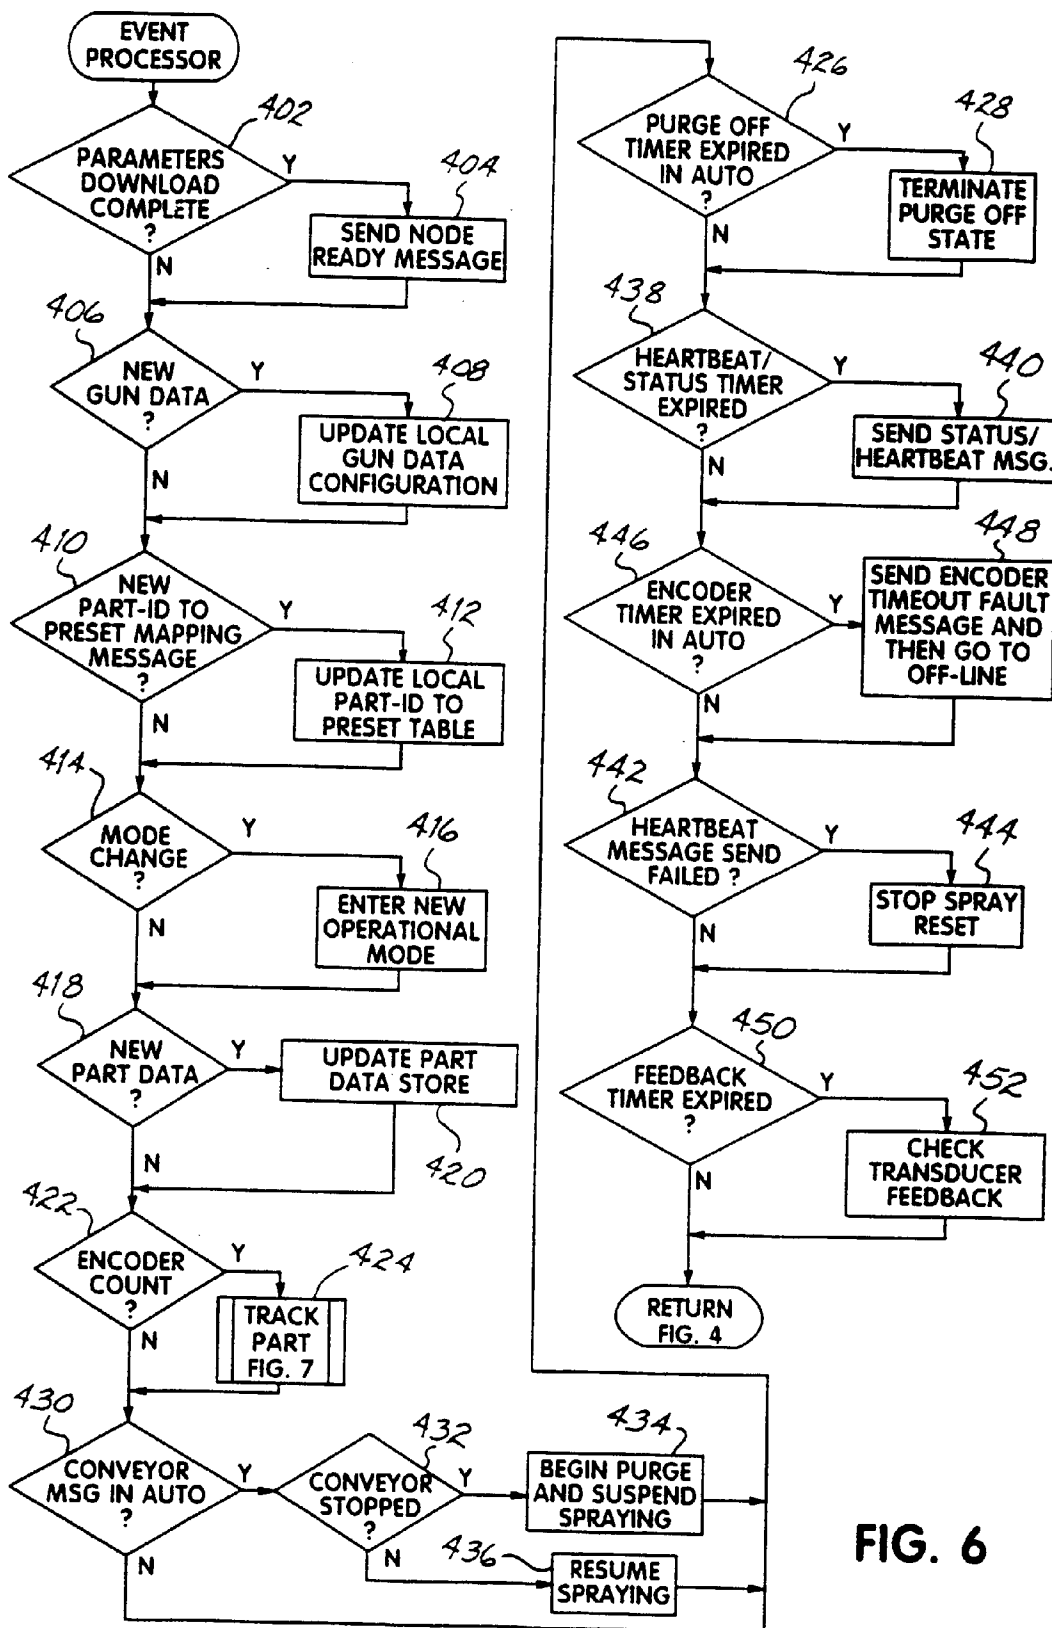 EVENT
PROCESSOR
402
PARAMETERS
DOWNLOAD
COMPLETE
?
Y
N
404
SEND NODE
READY MESSAGE
406
NEW
GUN DATA
?
Y
N
408
UPDATE LOCAL
GUN DATA
CONFIGURATION
410
NEW
PART-ID TO
PRESET MAPPING
MESSAGE
?
Y
N
412
UPDATE LOCAL
PART-ID TO
PRESET TABLE
414
MODE
CHANGE
?
Y
N
416
ENTER NEW
OPERATIONAL
MODE
418
NEW
PART DATA
?
Y
N
UPDATE PART
DATA STORE
420
422
ENCODER
COUNT
?
Y
N
424
TRACK
PART
FIG. 7
430
CONVEYOR
MSG IN AUTO
?
Y
N
432
CONVEYOR
STOPPED
?
Y
N
434
BEGIN PURGE
AND SUSPEND
SPRAYING
436
RESUME
SPRAYING
426
PURGE OFF
TIMER EXPIRED
IN AUTO
?
Y
N
428
TERMINATE
PURGE OFF
STATE
438
HEARTBEAT/
STATUS TIMER
EXPIRED
?
Y
N
440
SEND STATUS/
HEARTBEAT MSG.
446
ENCODER
TIMER EXPIRED
IN AUTO
?
Y
N
448
SEND ENCODER
TIMEOUT FAULT
MESSAGE AND
THEN GO TO
OFF-LINE
442
HEARTBEAT
MESSAGE SEND
FAILED ?
Y
N
444
STOP SPRAY
RESET
450
FEEDBACK
TIMER EXPIRED
?
Y
N
452
CHECK
TRANSDUCER
FEEDBACK
RETURN
FIG. 4
FIG. 6